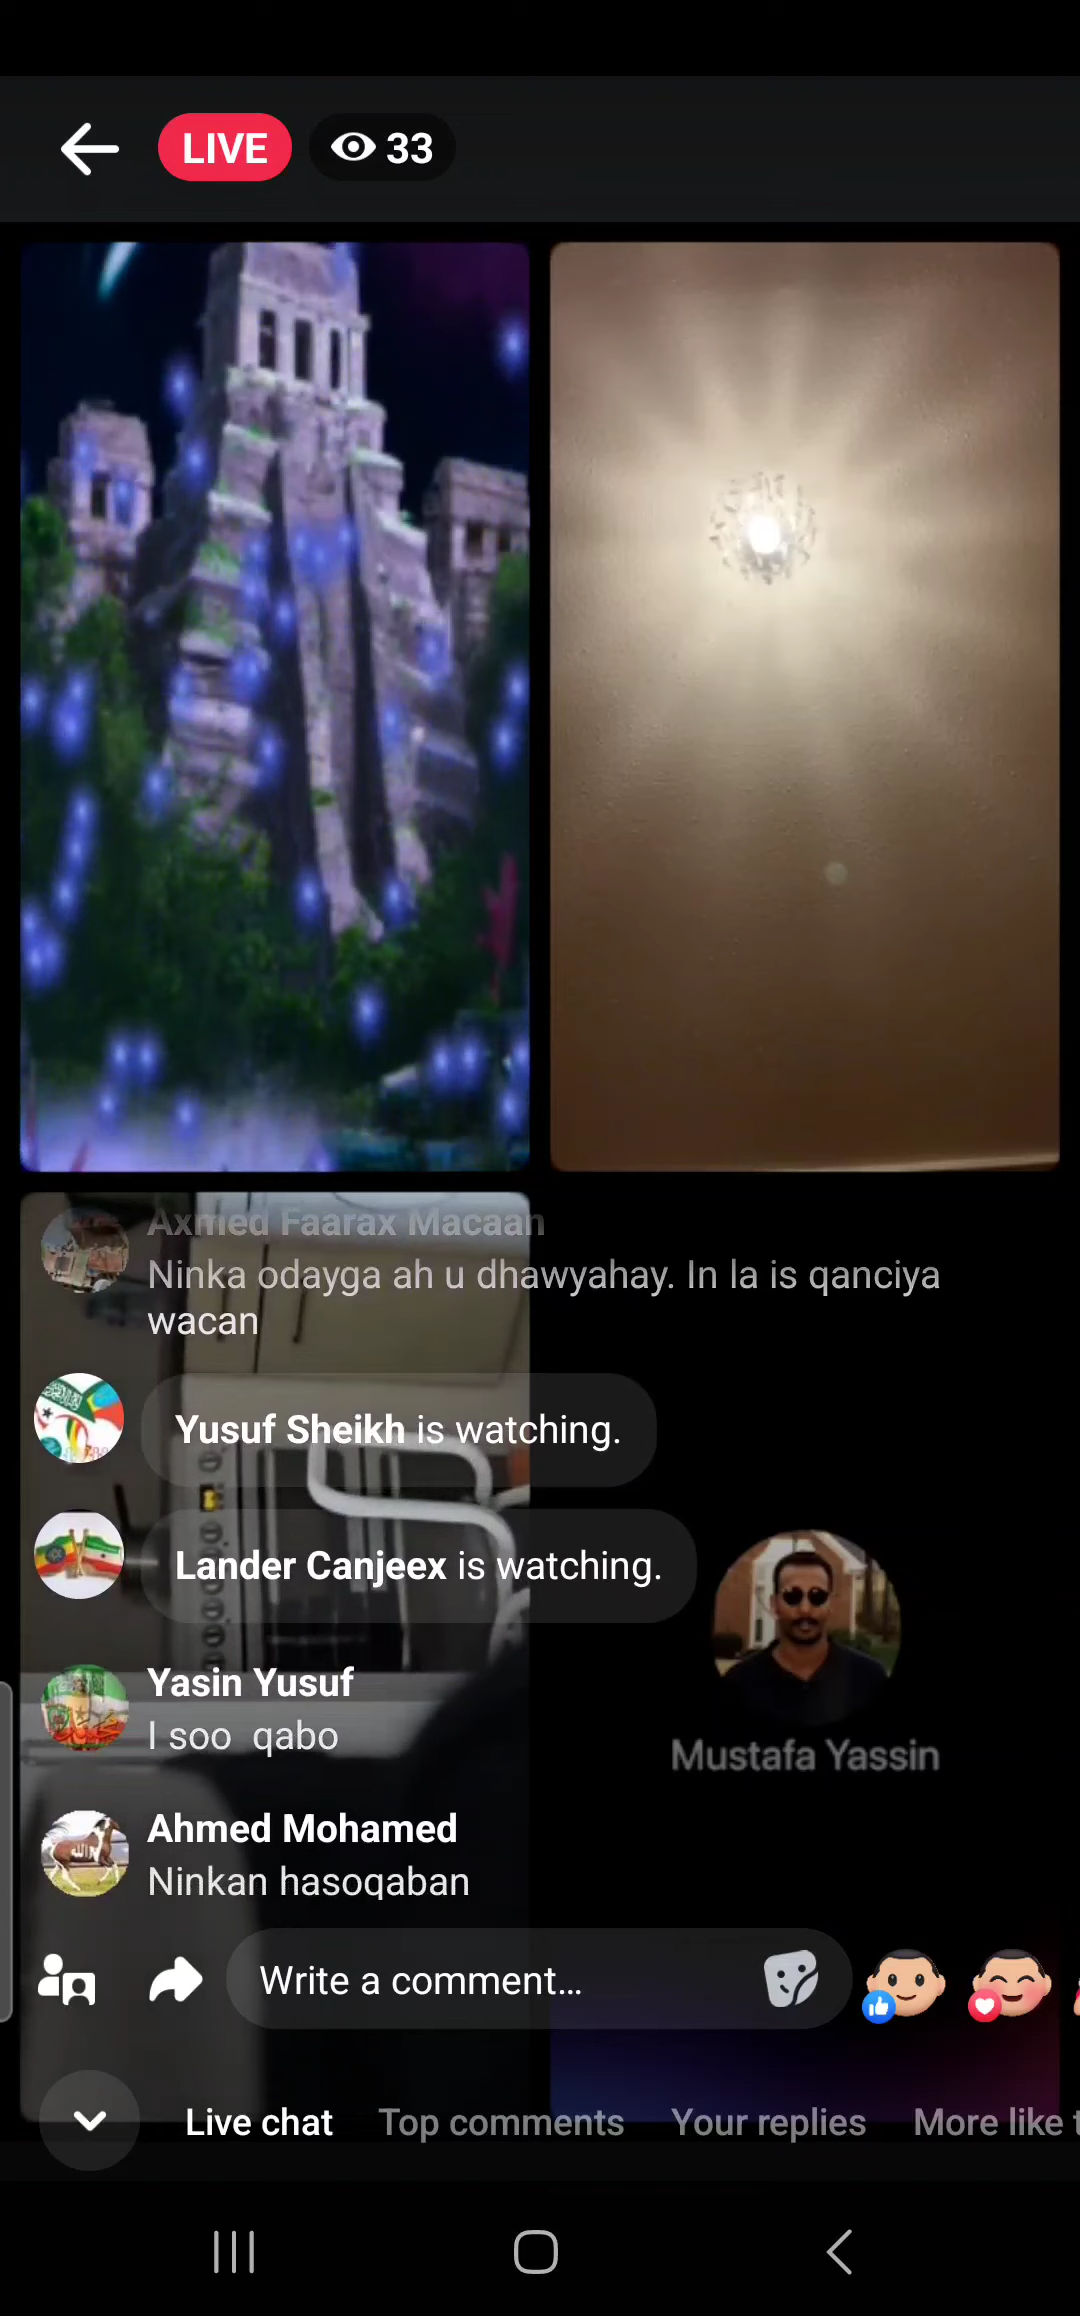 LIVE
33
Axmed Faarax Macaan
Ninka odayga ah u dhawyahay. In la is qanciya
wacan
Yusuf Sheikh is watching.
Lander Canjeex is watching.
Yasin Yusuf
I soo qabo
Mustafa Yassin
Ahmed Mohamed
Ninkan hasoqaban
Write a comment...
Live chat Top comments Your replies More like